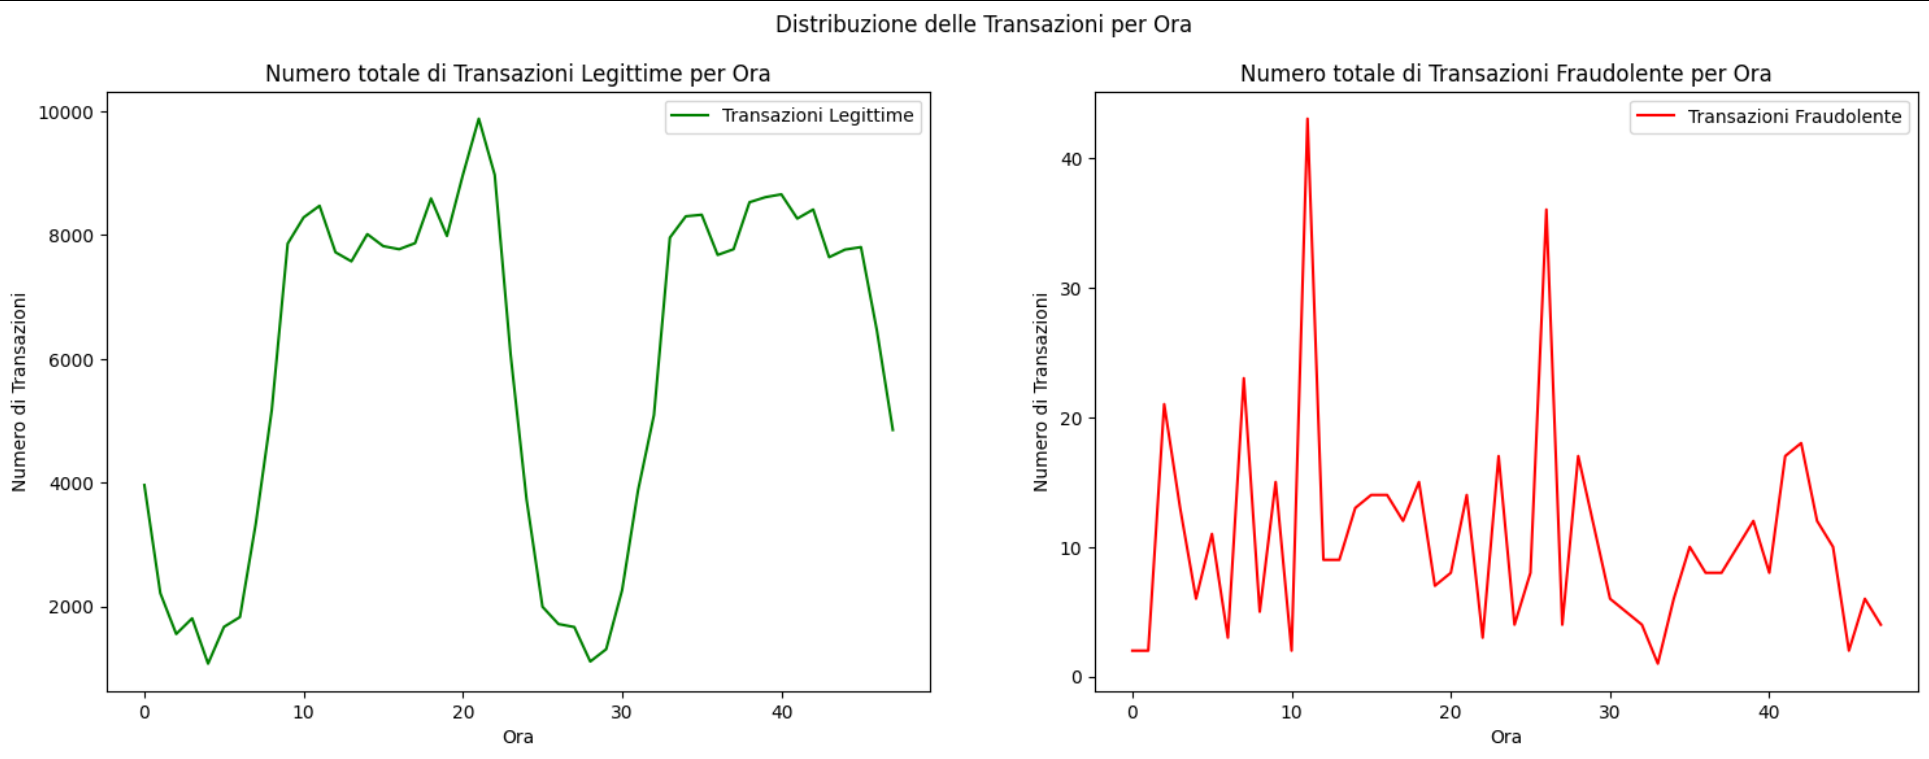 Distribuzione delle Transazioni per Ora
Numero totale di Transazioni Legittime per Ora
Transazioni Legittime
10000
8000
6000
4000
2000
Numero di Transazioni
0 10 20 30 40
Ora
Numero totale di Transazioni Fraudolente per Ora
Transazioni Fraudolente
40
30
20
10
0
Numero di Transazioni
0 10 20 30 40
Ora